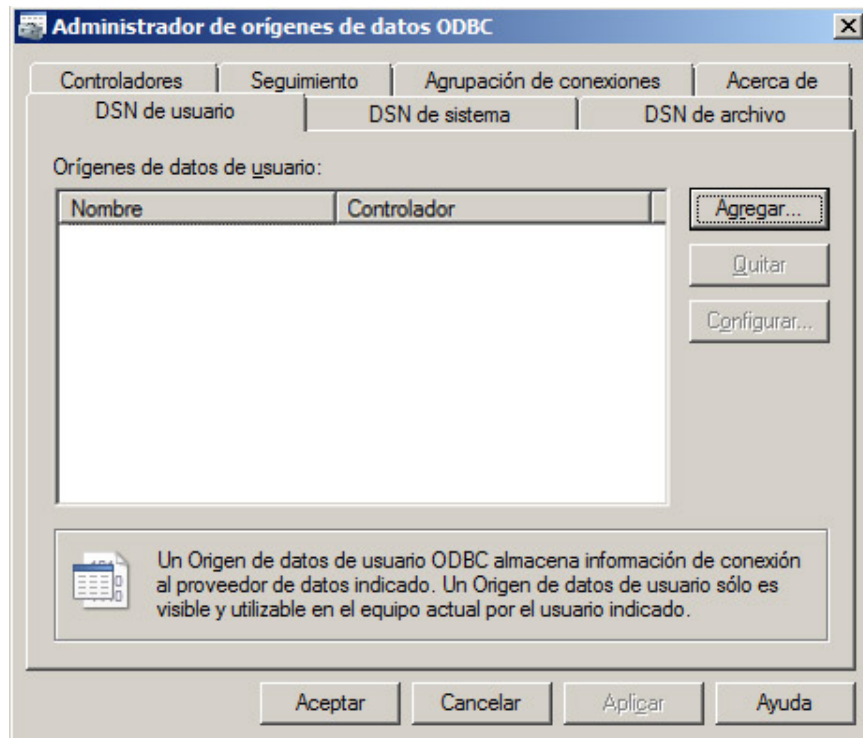 Administrador de orígenes de datos ODBC
Controladores Seguimiento Agrupación de conexiones Acerca de
DSN de usuario DSN de sistema DSN de archivo
Orígenes de datos de usuario:
Nombre Controlador
Agregar...
Quitar
Configurar...
Un Origen de datos de usuario ODBC almacena información de conexión
al proveedor de datos indicado. Un Origen de datos de usuario sólo es
visible y utilizable en el equipo actual por el usuario indicado.
Aceptar Cancelar Aplicar Ayuda